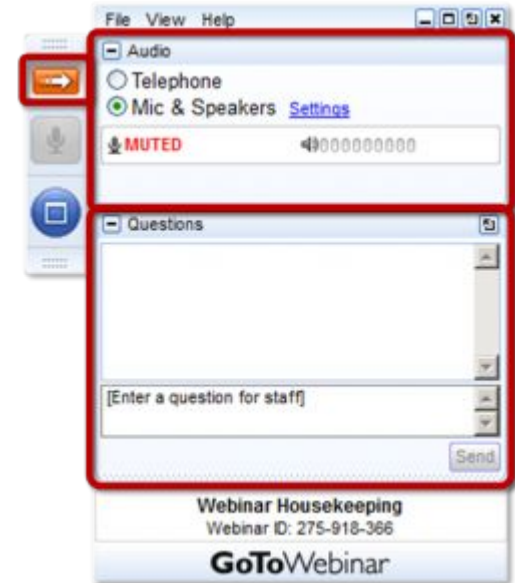 File View Help
Audio
Telephone
Mic & Speakers Settings
MUTED
Questions
[Enter a question for staff]
Send
Webinar Housekeeping
Webinar ID: 275-918-366
GoToWebinar